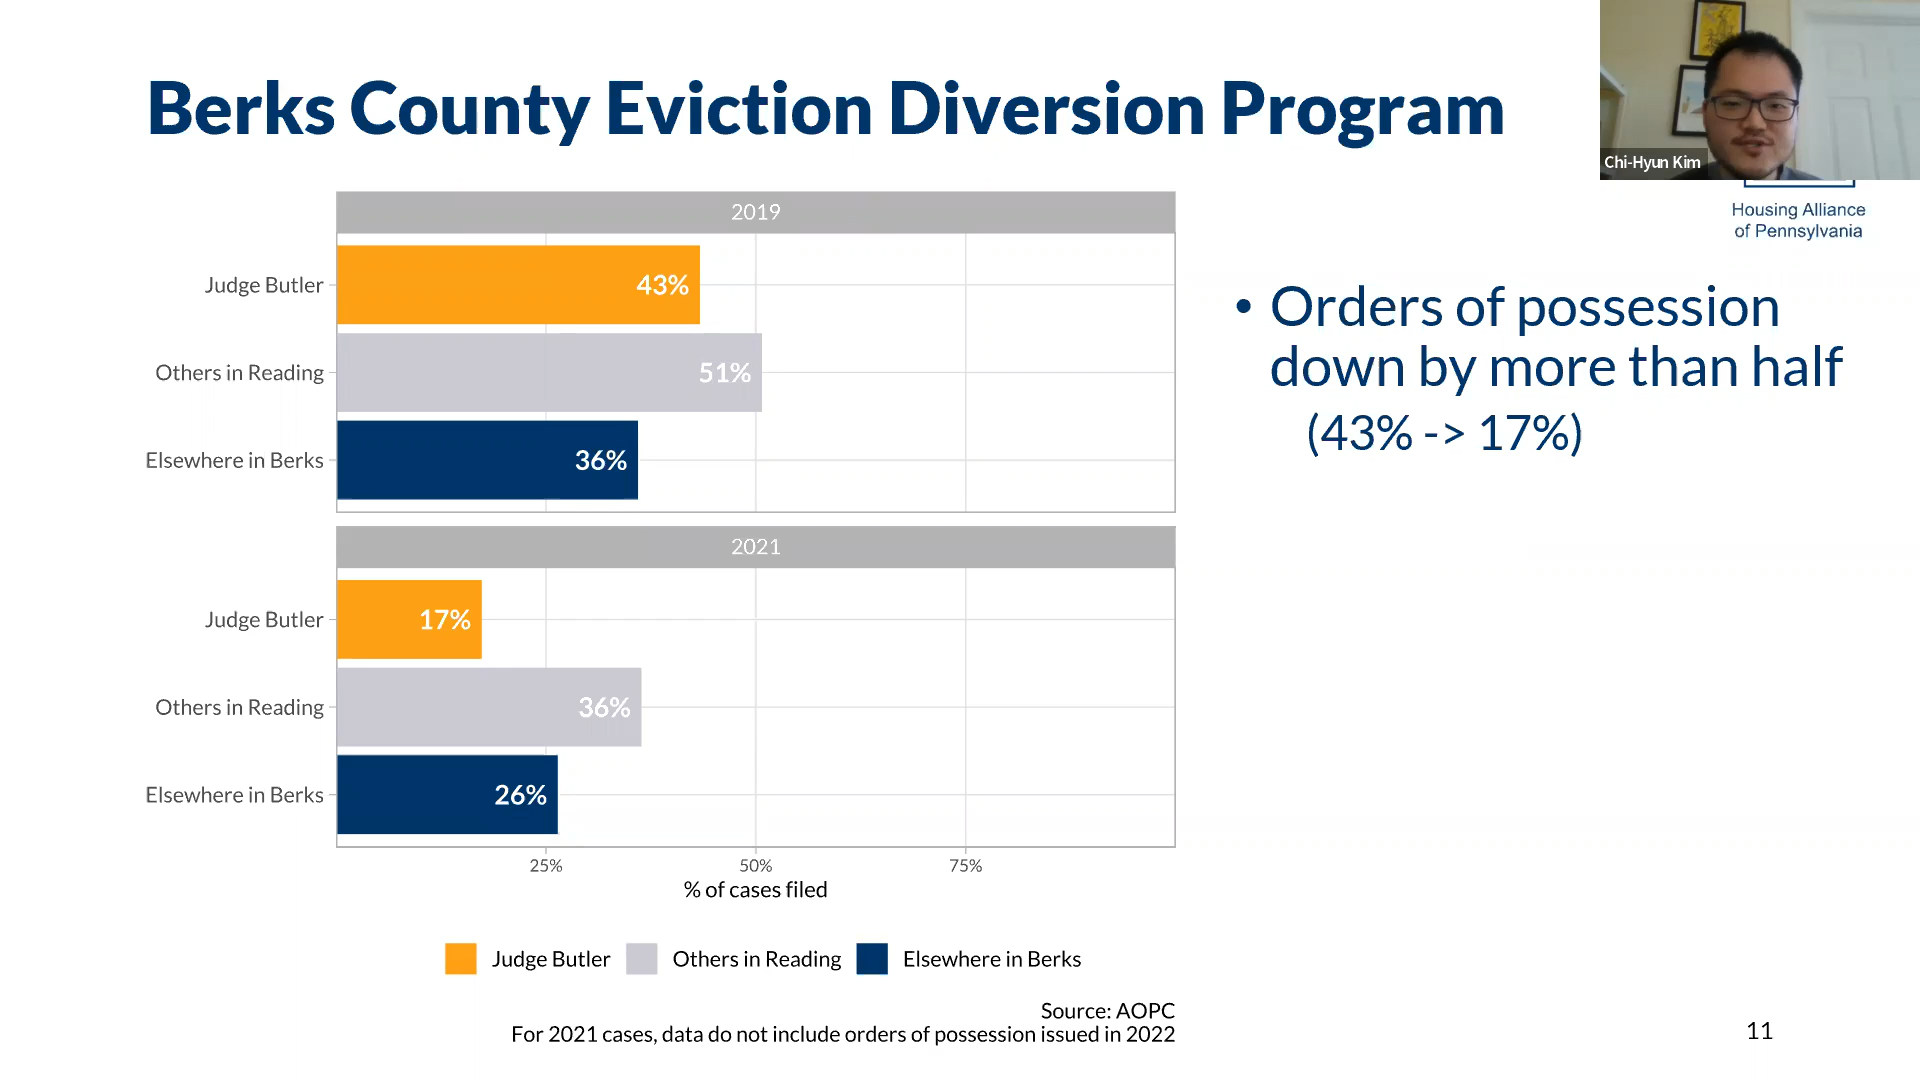 Berks County Eviction Diversion Program
Chi-Hyun Kim
Housing Alliance
of Pennsylvania
2019
Judge Butler
43%
Others in Reading
51%
Elsewhere in Berks
36%
2021
Judge Butler
17%
Others in Reading
36%
Elsewhere in Berks
26%
25% 50% 75%
% of cases filed
Judge Butler Others in Reading Elsewhere in Berks
Source: AOPC
For 2021 cases, data do not include orders of possession issued in 2022
• Orders of possession
down by more than half
(43% -> 17%)
11